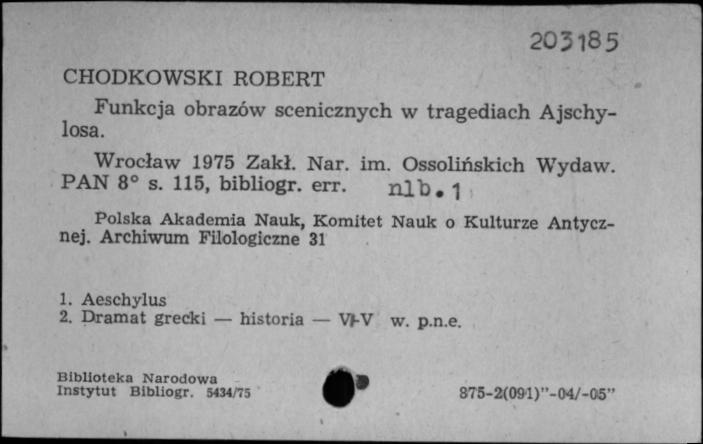 203185
CHODKOWSKI ROBERT
Funkcja obrazów scenicznych w tragediach Ajschy-
losa.
Wrocław 1975 Zakł. Nar. im. Ossolińskich Wydaw.
PAN 8° s. 115, bibliogr. err. nlb. 1
Polska Akademia Nauk, Komitet Nauk o Kulturze Antycz-
nej. Archiwum Filologiczne 31
1. Aeschylus
2. Dramat grecki — historia — VI-V w. p.n.e.
Biblioteka Narodowa
Instytut Bibliogr. 5434/75 875-2(091)"-04/-05"